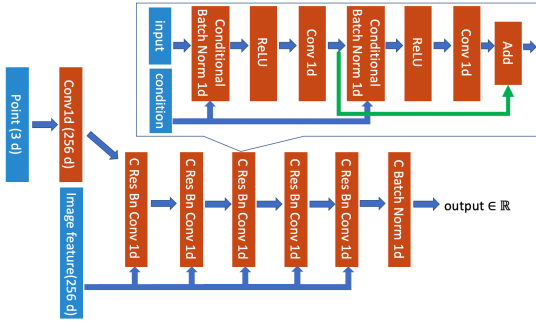 input
condition
Conditional
Batch Norm 1d
ReLU
Conv 1d
Conditional
Batch Norm 1d
ReLU
Conv 1d
Add
Point (3 d)
Conv1d (256 d)
Image feature(256 d)
C Res Bn Conv 1d
C Res Bn Conv 1d
C Res Bn Conv 1d
C Res Bn Conv 1d
C Res Bn Conv 1d
C Batch Norm 1d
output ∈ ℝ